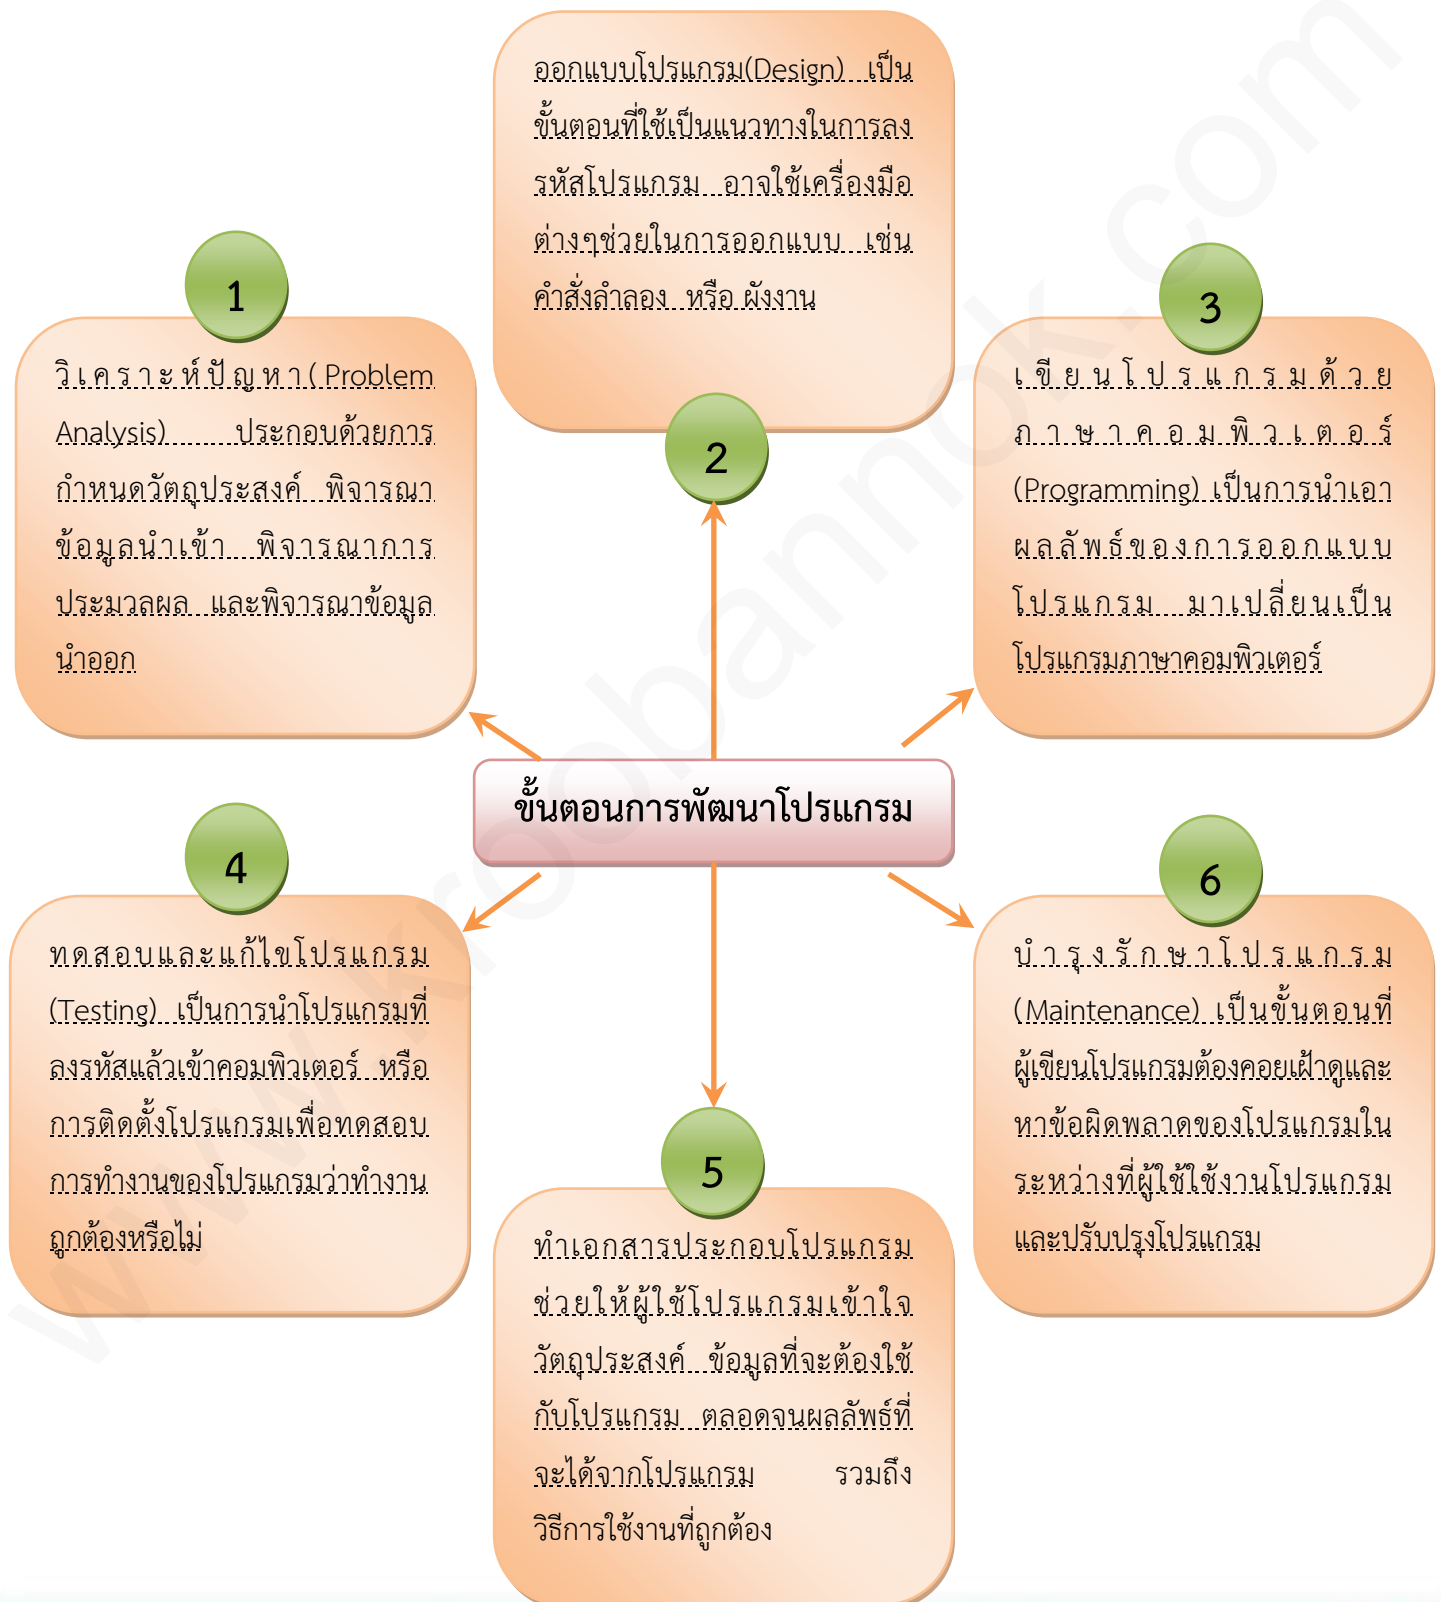 ออกแบบโปรแกรม(Design) เป็น
ขั้นตอนที่ใช้เป็นแนวทางในการลง
รหัสโปรแกรม อาจใช้เครื่องมือ
ต่างๆช่วยในการออกแบบ เช่น
คำสั่งลำลอง หรือ ผังงาน
1
วิเคราะห์ปัญหา(Problem
Analysis) ประกอบด้วยการ
กำหนดวัตถุประสงค์ พิจารณา
ข้อมูลนำเข้า พิจารณาการ
ประมวลผล และพิจารณาข้อมูล
นำออก
2
3
เขียนโปรแกรมด้วย
ภาษาคอมพิวเตอร์
(Programming) เป็นการนำเอา
ผลลัพธ์ของการออกแบบ
โปรแกรม มาเปลี่ยนเป็น
โปรแกรมภาษาคอมพิวเตอร์
ขั้นตอนการพัฒนาโปรแกรม
4
ทดสอบและแก้ไขโปรแกรม
(Testing) เป็นการนำโปรแกรมที่
ลงรหัสแล้วเข้าคอมพิวเตอร์ หรือ
การติดตั้งโปรแกรมเพื่อทดสอบ
การทำงานของโปรแกรมว่าทำงาน
ถูกต้องหรือไม่
5
ทำเอกสารประกอบโปรแกรม
ช่วยให้ผู้ใช้โปรแกรมเข้าใจ
วัตถุประสงค์ ข้อมูลที่จะต้องใช้
กับโปรแกรม ตลอดจนผลลัพธ์ที่
จะได้จากโปรแกรม รวมถึง
วิธีการใช้งานที่ถูกต้อง
6
บำรุงรักษาโปรแกรม
(Maintenance) เป็นขั้นตอนที่
ผู้เขียนโปรแกรมต้องคอยเฝ้าดูและ
หาข้อผิดพลาดของโปรแกรมใน
ระหว่างที่ผู้ใช้ใช้งานโปรแกรม
และปรับปรุงโปรแกรม
www.kroobannok.com